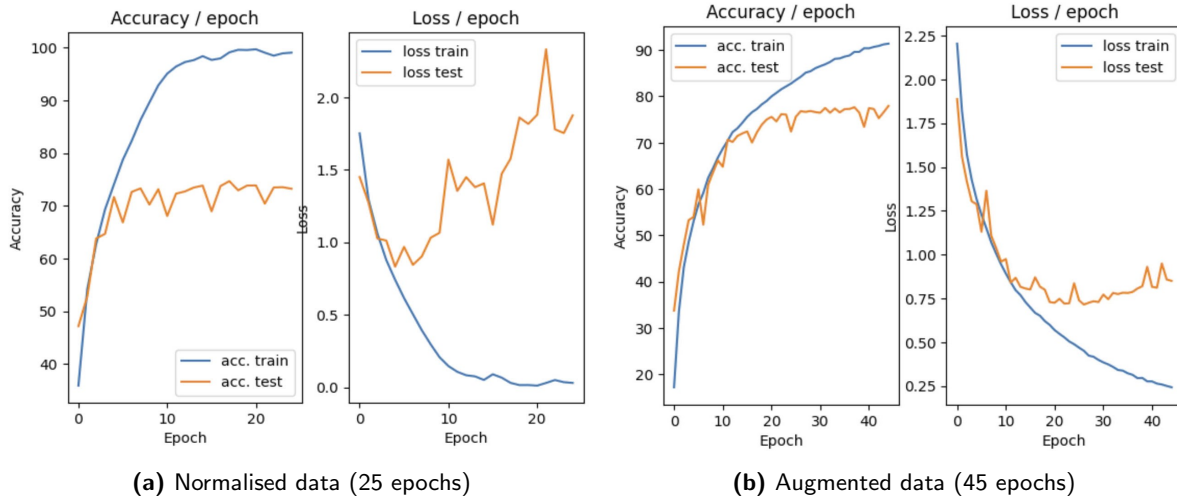 Accuracy / epoch
100
90
80
70
60
50
40
Accuracy
acc. train
acc. test
0
10
20
Epoch
Loss / epoch
loss train
loss test
2.0
1.5
1.0
0.5
0.0
Loss
0
10
20
Epoch
(a) Normalised data (25 epochs)
Accuracy / epoch
acc. train
acc. test
90
80
70
60
50
40
30
20
Accuracy
0
10
20
30
40
Epoch
Loss / epoch
loss train
loss test
2.25
2.00
1.75
1.50
1.25
1.00
0.75
0.50
0.25
Loss
0
10
20
30
40
Epoch
(b) Augmented data (45 epochs)